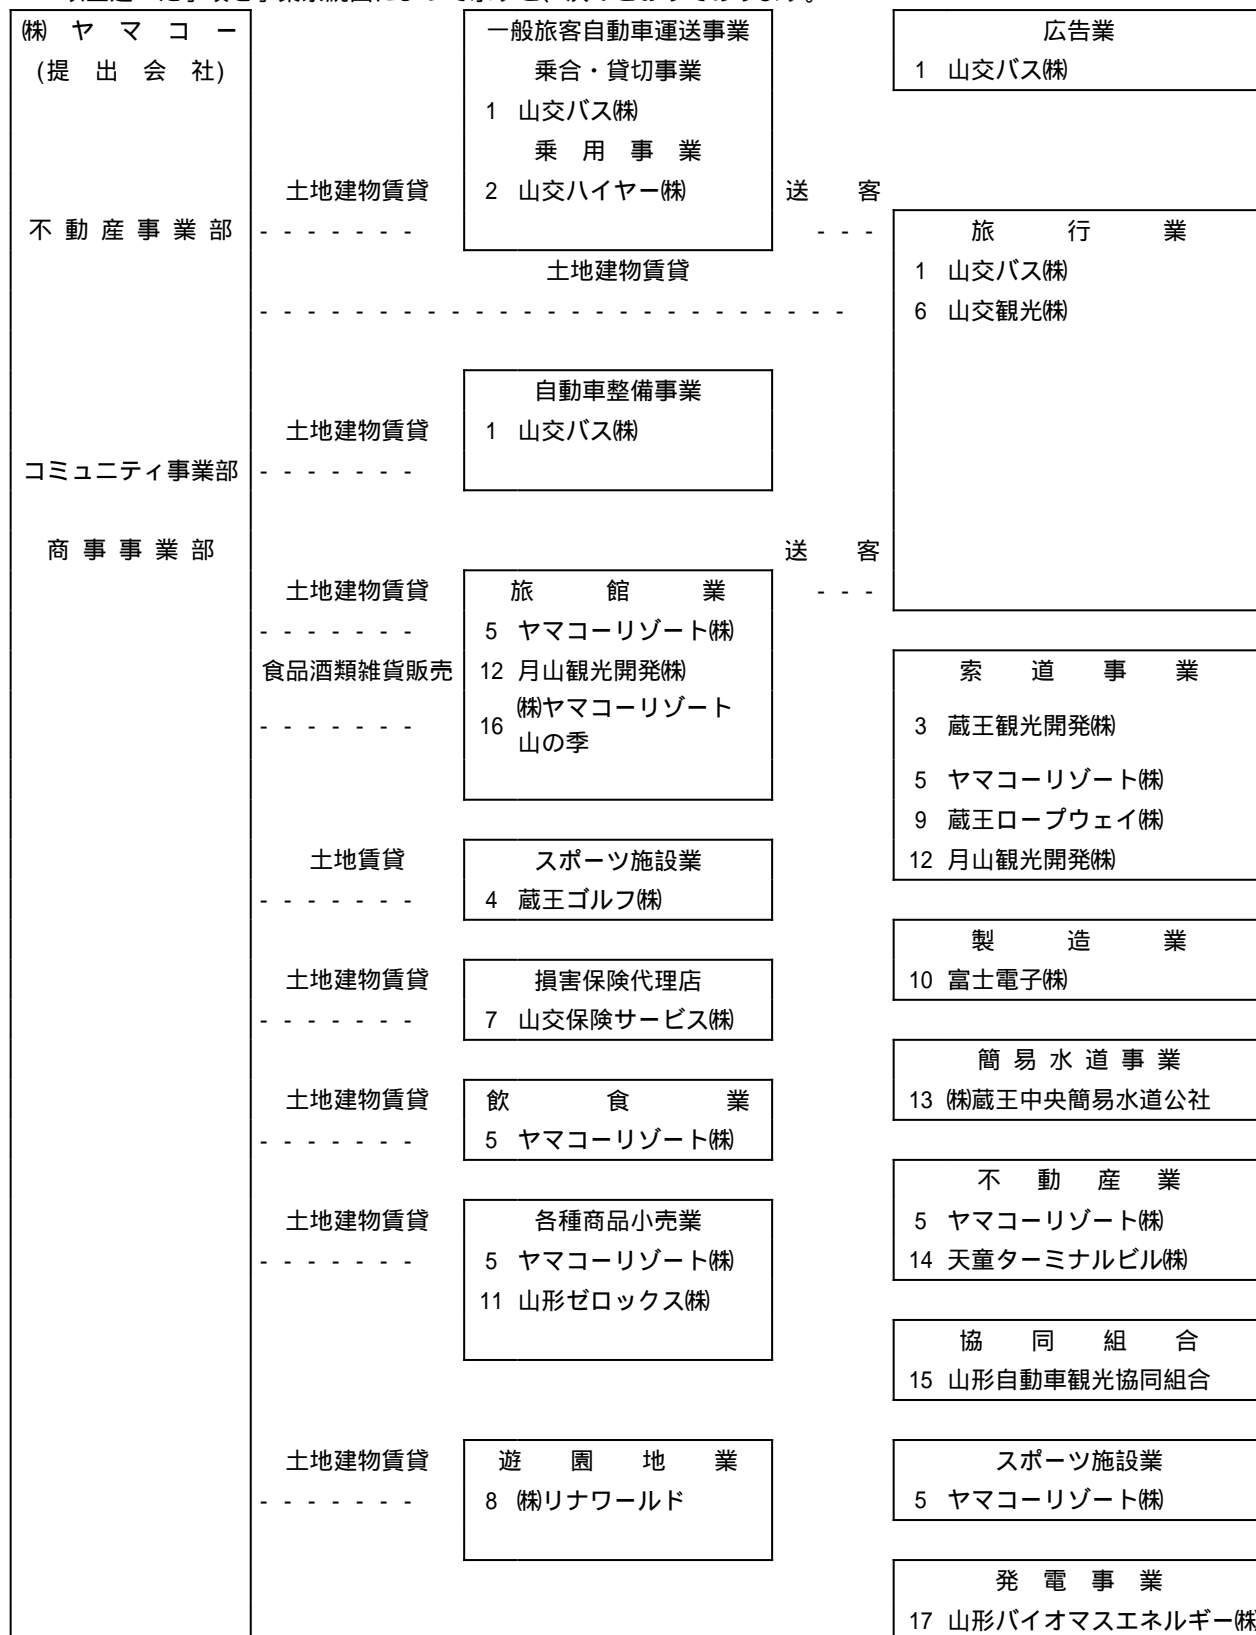 ㈱ヤマコー
(提出会社)
不動産事業部
コミュニティ事業部
商事事業部
土地建物賃貸
- - - - - - -
一般旅客自動車運送事業
乗合・貸切事業
1 山交バス㈱
乗用事業
2 山交ハイヤー㈱
送客
- - -
土地建物賃貸
- - - - - - - - - - - - - - - - - - - - - - - - -
土地建物賃貸
- - - - - - -
自動車整備事業
1 山交バス㈱
土地建物賃貸
- - - - - - -
食品酒類雑貨販売
- - - - - - -
旅館業
5 ヤマコーリゾート㈱
12 月山観光開発㈱
16 ㈱ヤマコーリゾート
山の季
送客
- - -
土地賃貸
- - - - - - -
スポーツ施設業
4 蔵王ゴルフ㈱
土地建物賃貸
- - - - - - -
損害保険代理店
7 山交保険サービス㈱
土地建物賃貸
- - - - - - -
飲食業
5 ヤマコーリゾート㈱
土地建物賃貸
- - - - - - -
各種商品小売業
5 ヤマコーリゾート㈱
11 山形ゼロックス㈱
土地建物賃貸
- - - - - - -
遊園地業
8 ㈱リナワールド
広告業
1 山交バス㈱
旅行業
1 山交バス㈱
6 山交観光㈱
索道事業
3 蔵王観光開発㈱
5 ヤマコーリゾート㈱
9 蔵王ロープウェイ㈱
12 月山観光開発㈱
製造業
10 富士電子㈱
簡易水道事業
13 ㈱蔵王中央簡易水道公社
不動産業
5 ヤマコーリゾート㈱
14 天童ターミナルビル㈱
協同組合
15 山形自動車観光協同組合
スポーツ施設業
5 ヤマコーリゾート㈱
発電事業
17 山形バイオマスエネルギー㈱